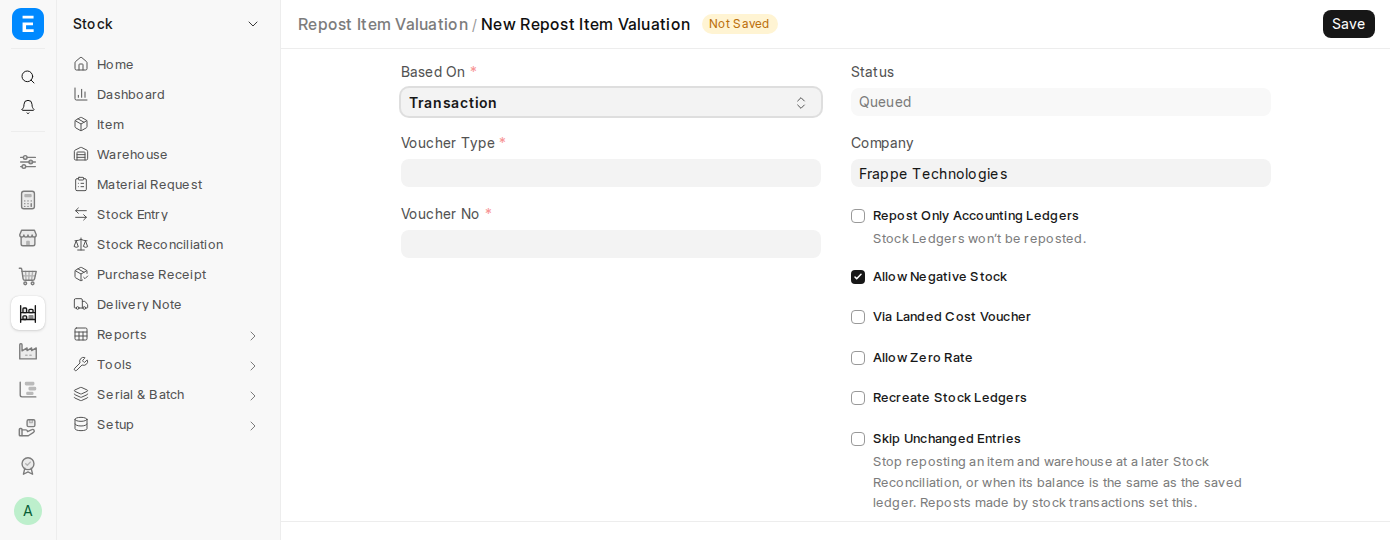 Stock
Home
Dashboard
Item
Warehouse
Material Request
Stock Entry
Stock Reconciliation
Purchase Receipt
Delivery Note
Reports
Tools
Serial & Batch
Setup
A
Repost Item Valuation / New Repost Item Valuation
Not Saved
Save
Based On *
Transaction
Voucher Type *
Voucher No *
Status
Queued
Company
Frappe Technologies
Repost Only Accounting Ledgers
Stock Ledgers won't be reposted.
Allow Negative Stock
Via Landed Cost Voucher
Allow Zero Rate
Recreate Stock Ledgers
Skip Unchanged Entries
Stop reposting an item and warehouse at a later Stock
Reconciliation, or when its balance is the same as the saved
ledger. Reposts made by stock transactions set this.